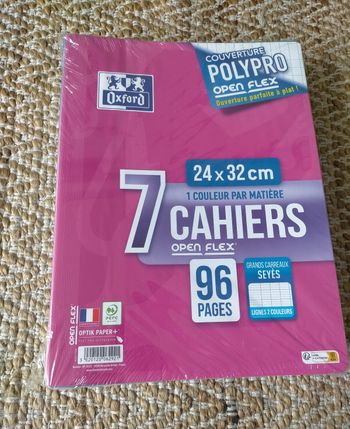 COUVERTURE
POLYPRO
OPEN FLEX
Ouverture parfaite à plat !
Oxford
24 x 32 cm
1 COULEUR PAR MATIÈRE
7 CAHIERS
OPEN FLEX
96
PAGES
GRANDS CARREAUX
SEYÈS
LIGNES 2 COULEURS
OPEN FLEX
PEFC
OPTIK PAPER+